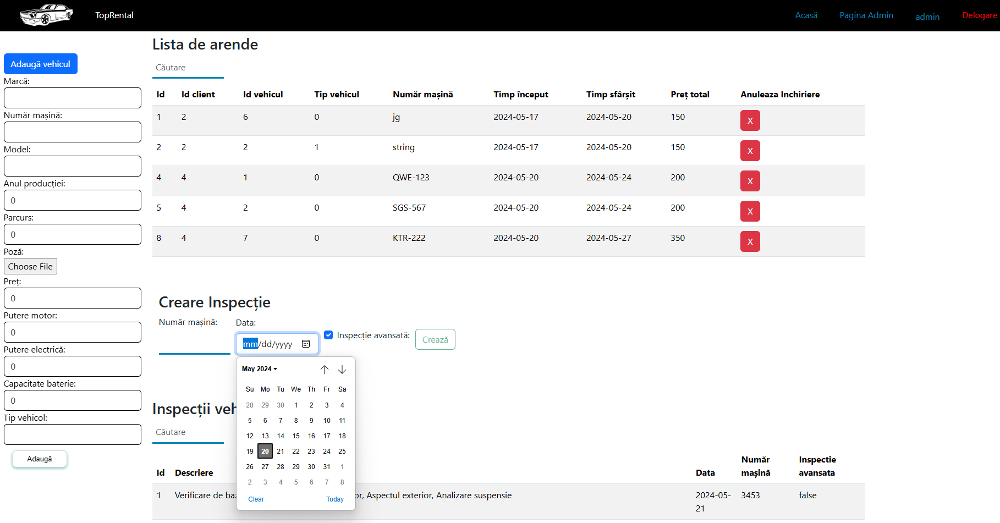 TopRental Acasă Pagina Admin admin Delogare
Adaugă vehicul
Marcă:
Număr mașină:
Model:
Anul producției:
0
Parcurs:
0
Poză:
Choose File
Preț:
0
Putere motor:
0
Putere electrică:
0
Capacitate baterie:
0
Tip vehicol:
Adaugă
Lista de arende
Căutare
Id Id client Id vehicul Tip vehicul Număr mașină Timp început Timp sfârșit Preț total Anuleaza Inchiriere
1 2 6 0 jg 2024-05-17 2024-05-20 150 X
2 2 2 1 string 2024-05-17 2024-05-20 150 X
4 4 1 0 QWE-123 2024-05-20 2024-05-24 200 X
5 4 2 0 SGS-567 2024-05-20 2024-05-24 200 X
8 4 7 0 KTR-222 2024-05-20 2024-05-27 350 X
Creare Inspecție
Număr mașină: Data:
mm/dd/yyyy Inspecție avansată: Crează
May 2024
Su Mo Tu We Th Fr Sa
28 29 30 1 2 3 4
5 6 7 8 9 10 11
12 13 14 15 16 17 18
19 20 21 22 23 24 25
26 27 28 29 30 31 1
2 3 4 5 6 7 8
Clear Today
Inspecții
Căutare
Id Descriere Data Număr mașină Inspectie avansata
1 Verificare de Aspectul exterior, Analizare suspensie 2024-05-21 3453 false